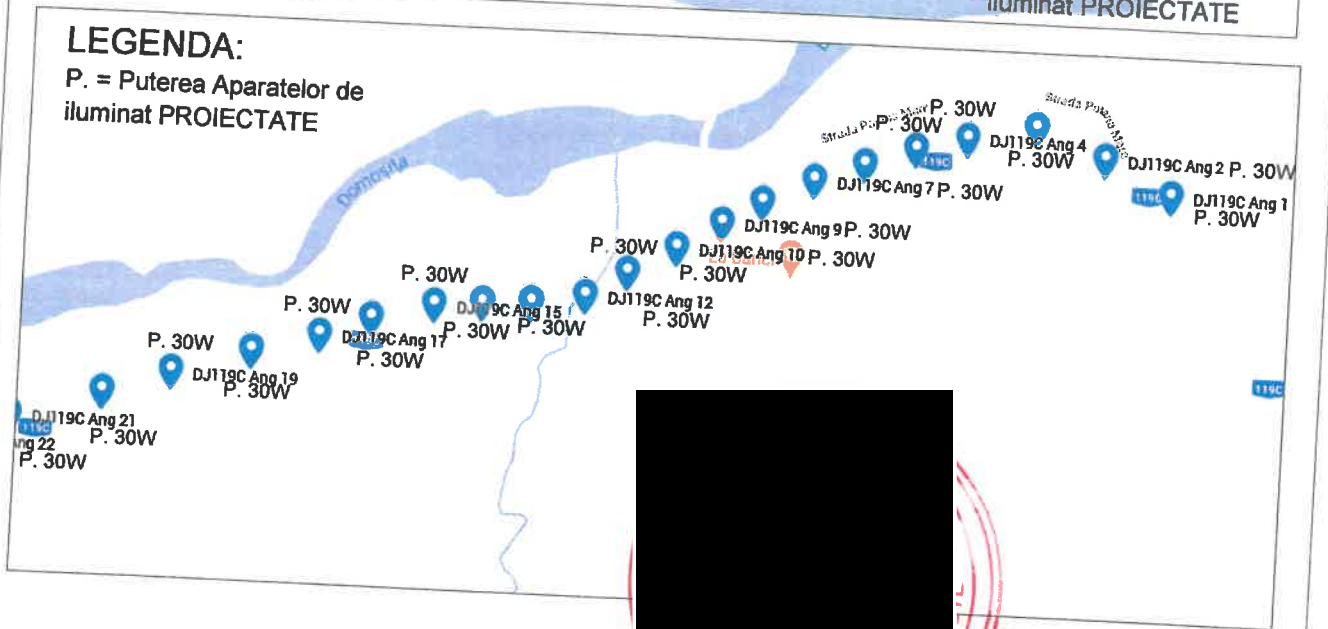 iluminat PROIECTATE
LEGENDA:
P. = Puterea Aparatelor de
iluminat PROIECTATE
Domoșița
P. 30W
P. 30W
119C
DJ119C Ang 4
P. 30W
DJ119C Ang 2 P. 30W
119C
DJ119C Ang 1
P. 30W
DJ119C Ang 7 P. 30W
DJ119C Ang 9 P. 30W
P. 30W
DJ119C Ang 10 P. 30W
P. 30W
DJ119C Ang 12
P. 30W
P. 30W
DJ119C Ang 15
P. 30W P. 30W
P. 30W
DJ119C Ang 17
P. 30W
P. 30W
DJ119C Ang 19
P. 30W
119C
DJ119C Ang 21
P. 30W
119C
Ang 22
P. 30W